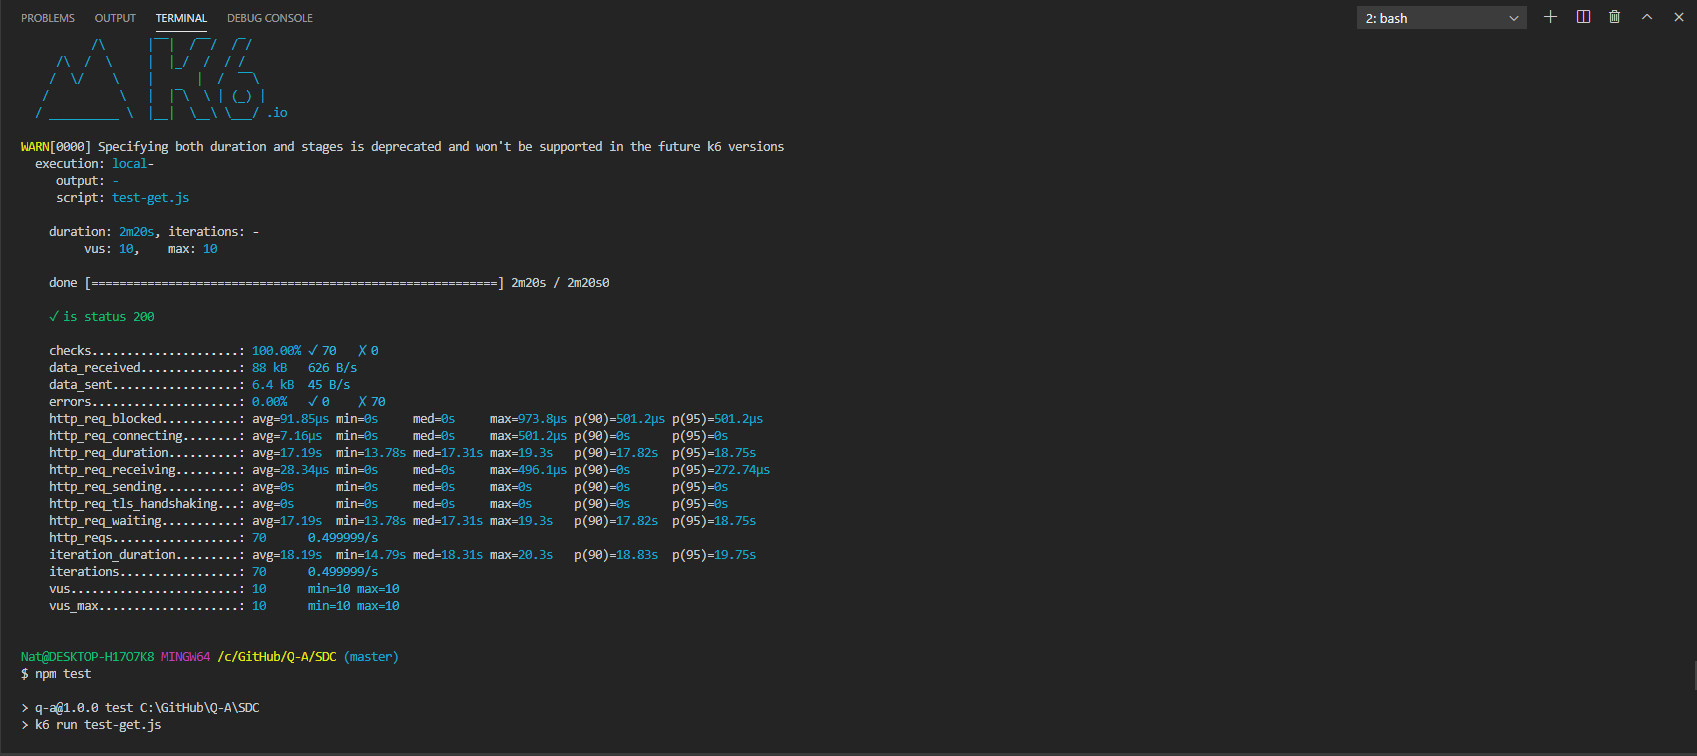 PROBLEMS OUTPUT TERMINAL DEBUG CONSOLE 2: bash
          /\      |‾‾|  /‾‾/  /‾/
     /\  /  \     |  |_/  /  / /
    /  \/    \    |      |  /  ‾‾\
   /          \   |  |‾\  \ | (_) |
  / __________ \  |__|  \__\ \___/ .io
WARN[0000] Specifying both duration and stages is deprecated and won't be supported in the future k6 versions
  execution: local-
     output: -
     script: test-get.js
    duration: 2m20s, iterations: -
         vus: 10,    max: 10
    done [==========================================================] 2m20s / 2m20s0
    ✓ is status 200
    checks.....................: 100.00% ✓ 70   ✗ 0
    data_received..............: 88 kB   626 B/s
    data_sent..................: 6.4 kB  45 B/s
    errors.....................: 0.00%   ✓ 0    ✗ 70
    http_req_blocked...........: avg=91.85µs min=0s     med=0s     max=973.8µs p(90)=501.2µs p(95)=501.2µs
    http_req_connecting........: avg=7.16µs  min=0s     med=0s     max=501.2µs p(90)=0s      p(95)=0s
    http_req_duration..........: avg=17.19s  min=13.78s med=17.31s max=19.3s   p(90)=17.82s  p(95)=18.75s
    http_req_receiving.........: avg=28.34µs min=0s     med=0s     max=496.1µs p(90)=0s      p(95)=272.74µs
    http_req_sending...........: avg=0s      min=0s     med=0s     max=0s      p(90)=0s      p(95)=0s
    http_req_tls_handshaking...: avg=0s      min=0s     med=0s     max=0s      p(90)=0s      p(95)=0s
    http_req_waiting...........: avg=17.19s  min=13.78s med=17.31s max=19.3s   p(90)=17.82s  p(95)=18.75s
    http_reqs..................: 70      0.499999/s
    iteration_duration.........: avg=18.19s  min=14.79s med=18.31s max=20.3s   p(90)=18.83s  p(95)=19.75s
    iterations.................: 70      0.499999/s
    vus........................: 10      min=10 max=10
    vus_max....................: 10      min=10 max=10
Nat@DESKTOP-H17O7K8 MINGW64 /c/GitHub/Q-A/SDC (master)
$ npm test
> q-a@1.0.0 test C:\GitHub\Q-A\SDC
> k6 run test-get.js